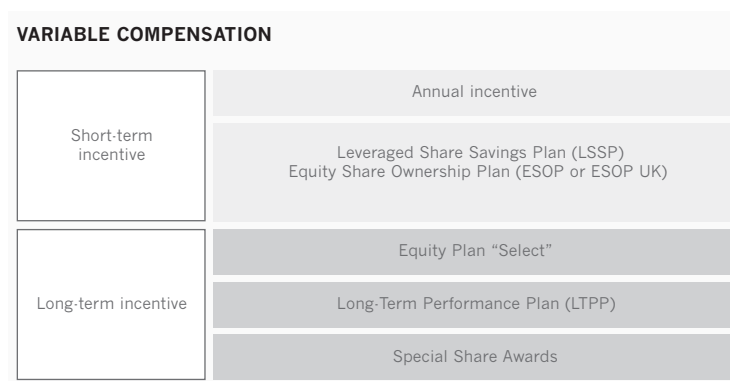 VARIABLE COMPENSATION
Short-term
incentive
Annual incentive
Leveraged Share Savings Plan (LSSP)
Equity Share Ownership Plan (ESOP or ESOP UK)
Long-term incentive
Equity Plan “Select”
Long-Term Performance Plan (LTPP)
Special Share Awards